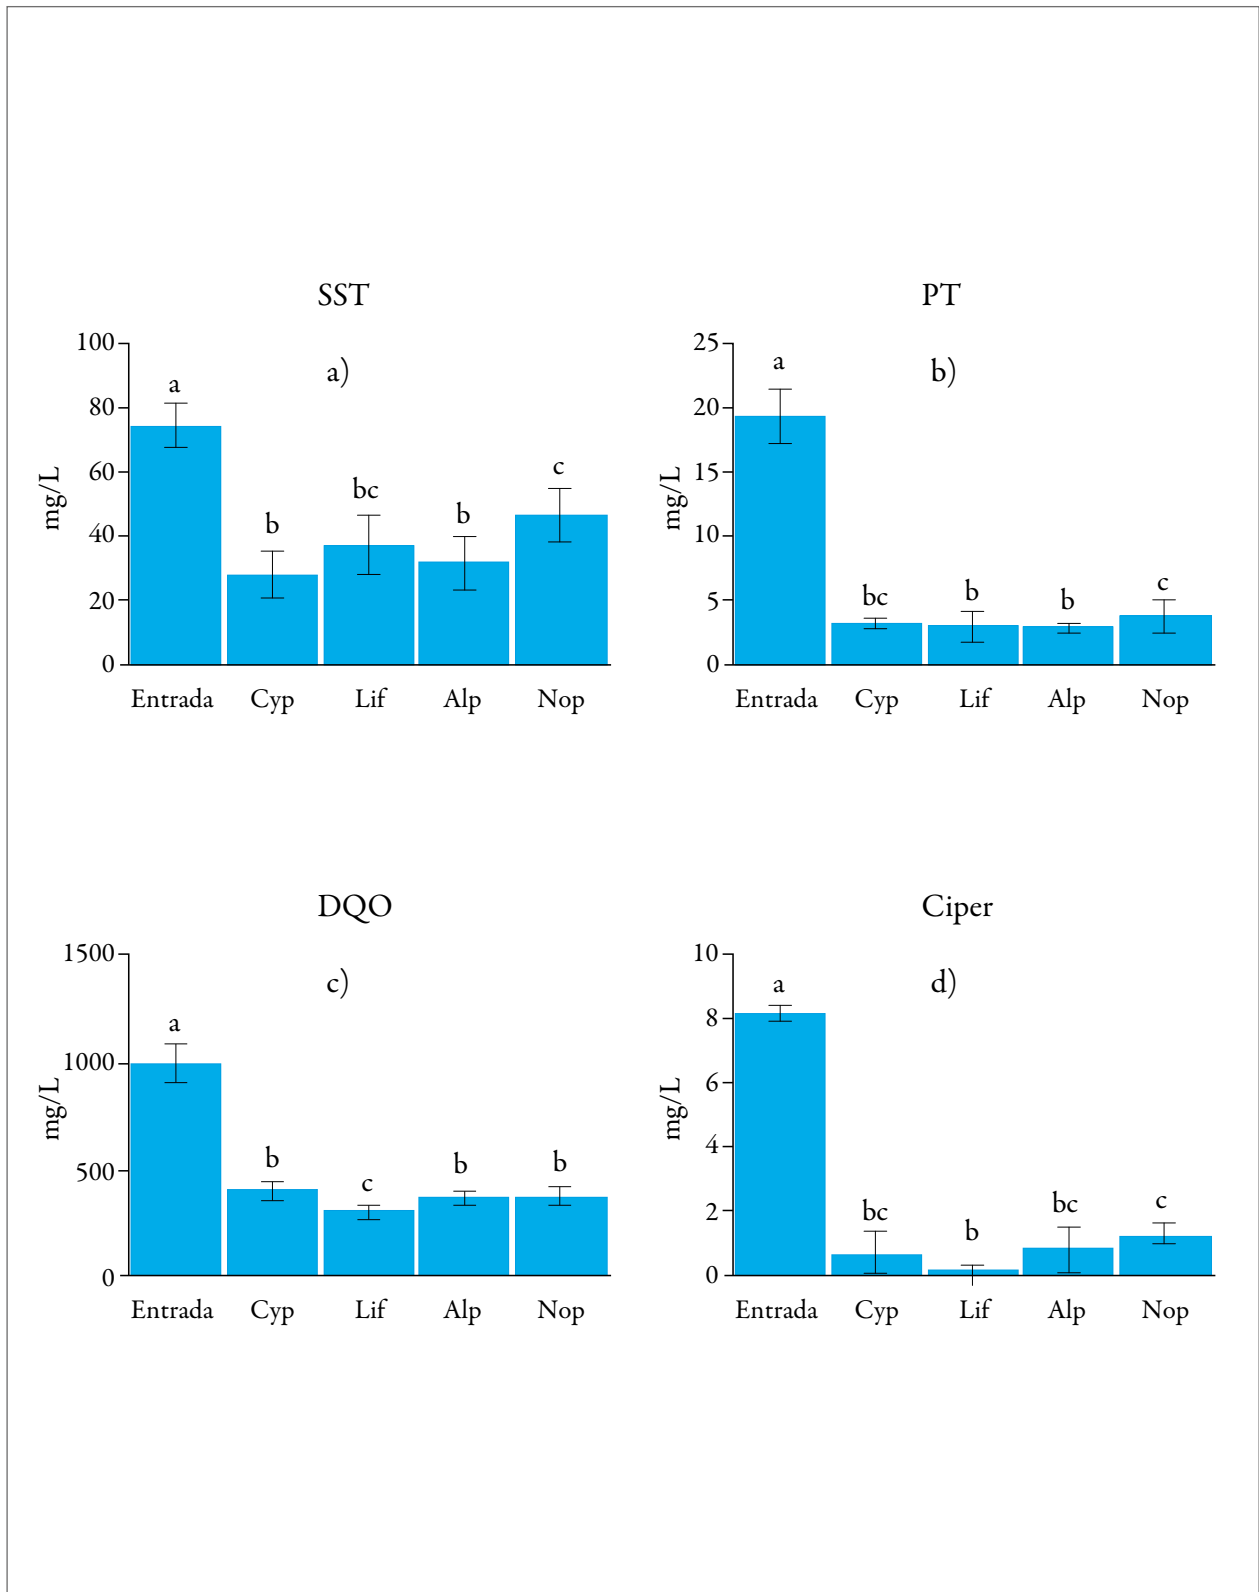 SST
a)
100
80
60
40
20
0
mg/L
a
b
bc
b
c
Entrada Cyp Lif Alp Nop
PT
b)
25
20
15
10
5
0
mg/L
a
bc
b
b
c
Entrada Cyp Lif Alp Nop
DQO
c)
1500
1000
500
0
mg/L
a
b
c
b
b
Entrada Cyp Lif Alp Nop
Ciper
d)
10
8
6
4
2
0
mg/L
a
bc
b
bc
c
Entrada Cyp Lif Alp Nop